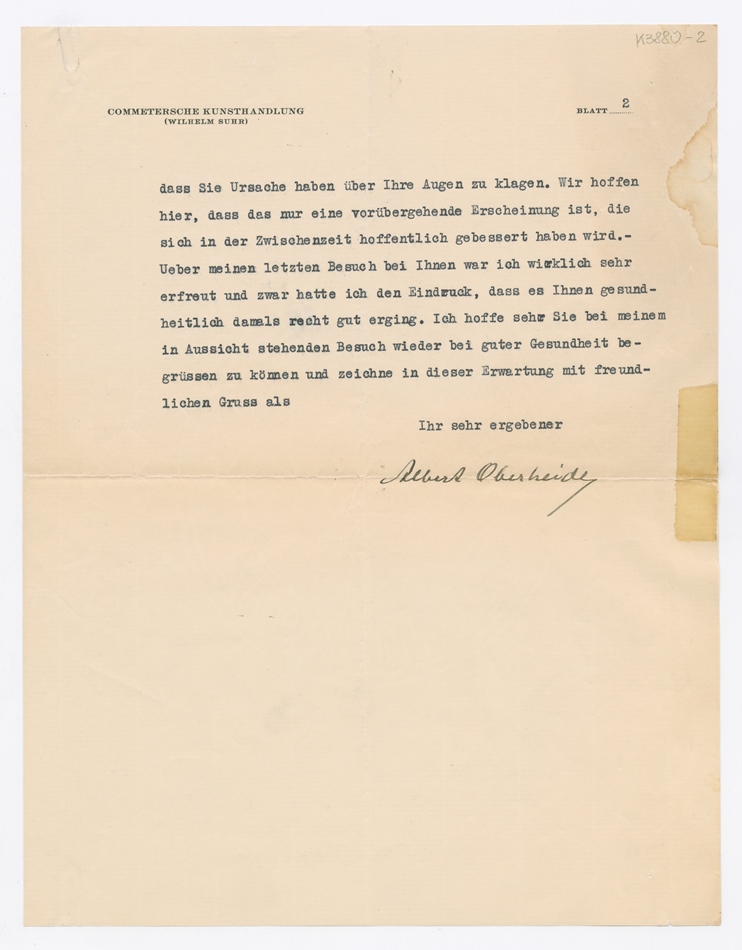 K3880-2
COMMETERSCHE KUNSTHANDLUNG
(WILHELM SUHR)
BLATT 2
dass Sie Ursache haben über Ihre Augen zu klagen. Wir hoffen
hier, dass das nur eine vorübergehende Erscheinung ist, die
sich in der Zwischenzeit hoffentlich gebessert haben wird.-
Ueber meinen letzten Besuch bei Ihnen war ich wirklich sehr
erfreut und zwar hatte ich den Eindruck, dass es Ihnen gesund-
heitlich damals recht gut erging. Ich hoffe sehr Sie bei meinem
in Aussicht stehenden Besuch wieder bei guter Gesundheit be-
grüssen zu können und zeichne in dieser Erwartung mit freund-
lichen Gruss als
Ihr sehr ergebener
Albert Oberheide